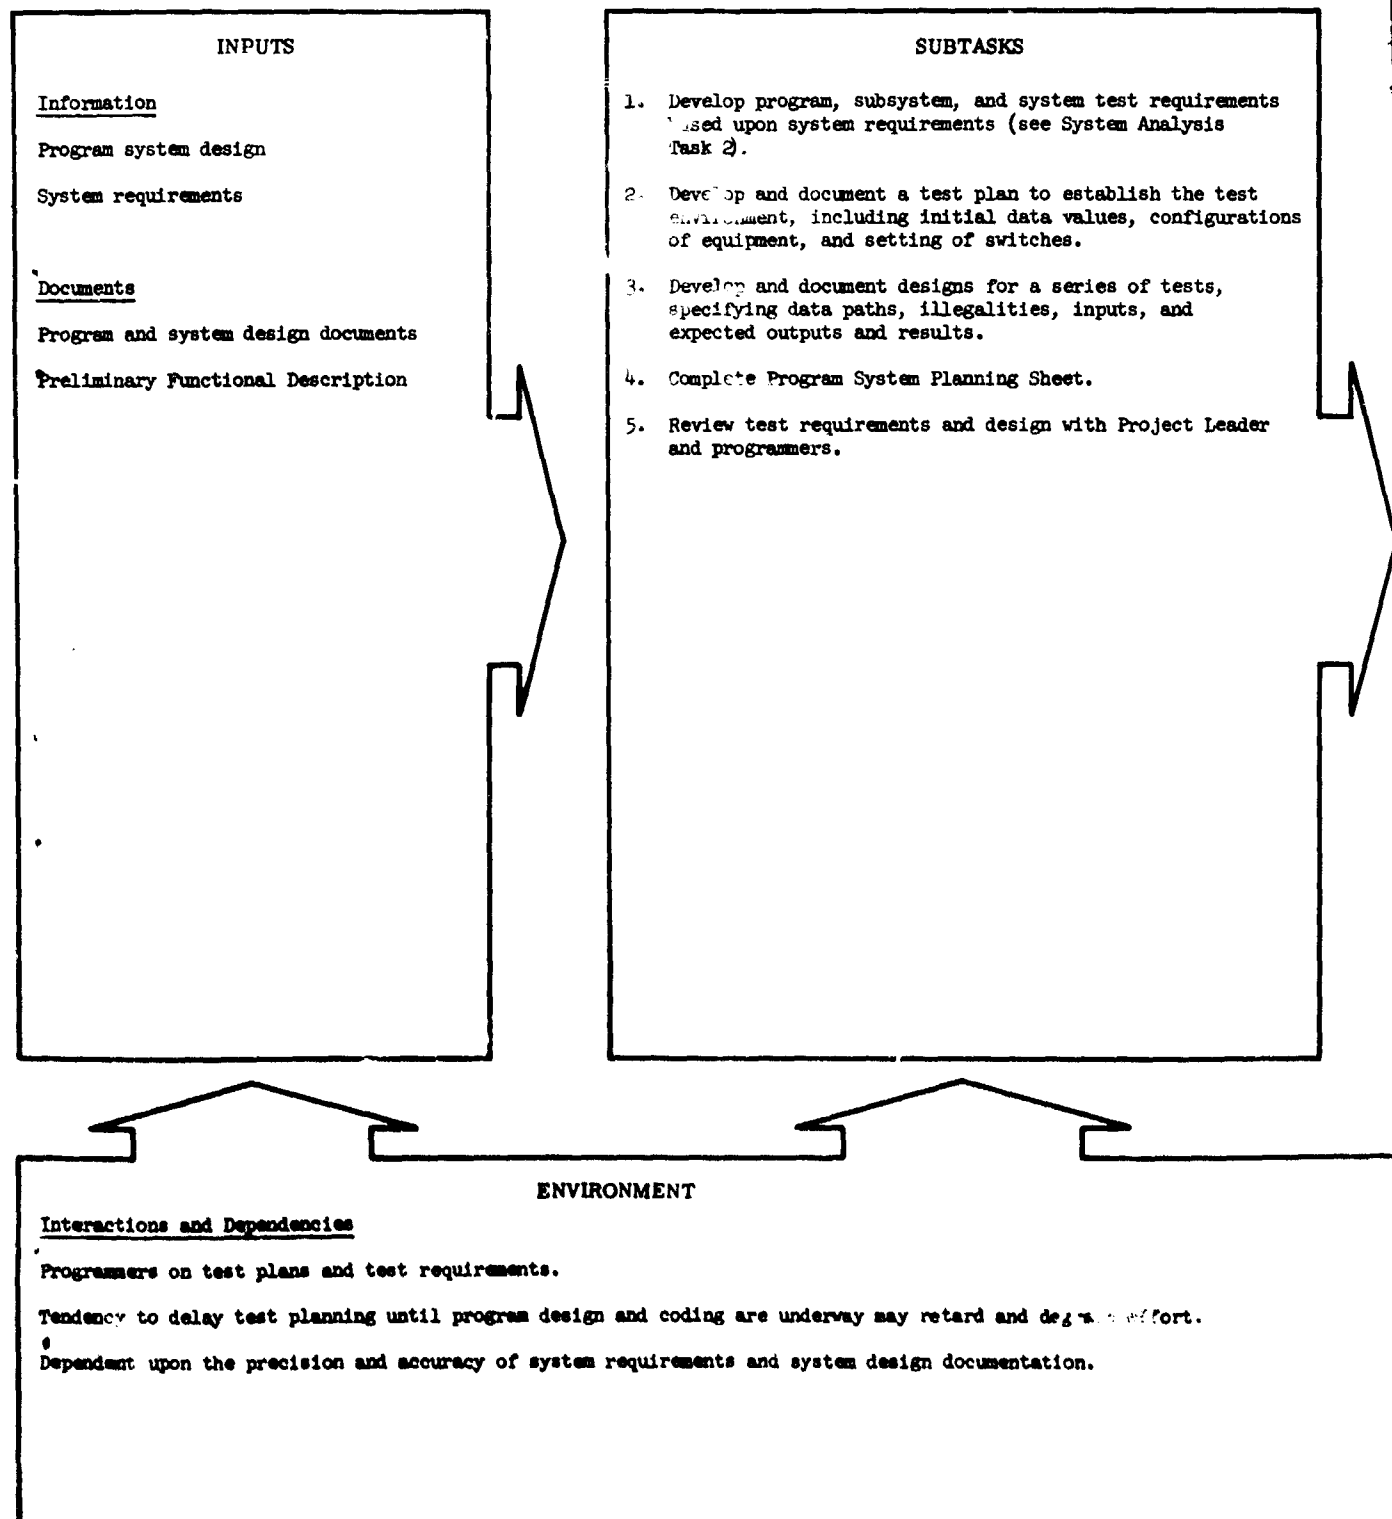 INPUTS
Information
Program system design
System requirements
Documents
Program and system design documents
Preliminary Functional Description
SUBTASKS
1. Develop program, subsystem, and system test requirements
based upon system requirements (see System Analysis
Task 2).
2. Develop and document a test plan to establish the test
environment, including initial data values, configurations
of equipment, and setting of switches.
3. Develop and document designs for a series of tests,
specifying data paths, illegalities, inputs, and
expected outputs and results.
4. Complete Program System Planning Sheet.
5. Review test requirements and design with Project Leader
and programmers.
ENVIRONMENT
Interactions and Dependencies
Programmers on test plans and test requirements.
Tendency to delay test planning until program design and coding are underway may retard and effort.
Dependent upon the precision and accuracy of system requirements and system design documentation.